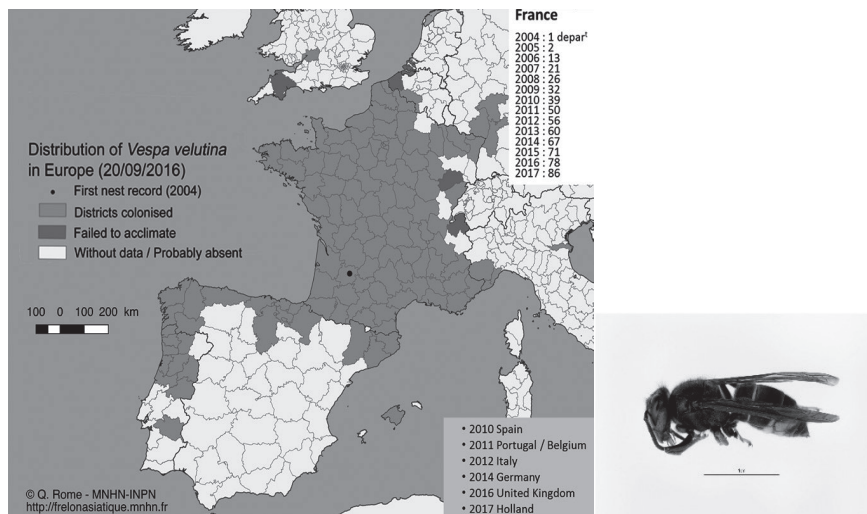 France
2004 : 1 deparᵗ
2005 : 2
2006 : 13
2007 : 21
2008 : 26
2009 : 32
2010 : 39
2011 : 50
2012 : 56
2013 : 60
2014 : 67
2015 : 71
2016 : 78
2017 : 86
Distribution of Vespa velutina
in Europe (20/09/2016)
First nest record (2004)
Districts colonised
Failed to acclimate
Without data / Probably absent
100 0 100 200 km
• 2010 Spain
• 2011 Portugal / Belgium
• 2012 Italy
• 2014 Germany
• 2016 United Kingdom
• 2017 Holland
© Q. Rome - MNHN-INPN
http://frelonasiatique.mnhn.fr